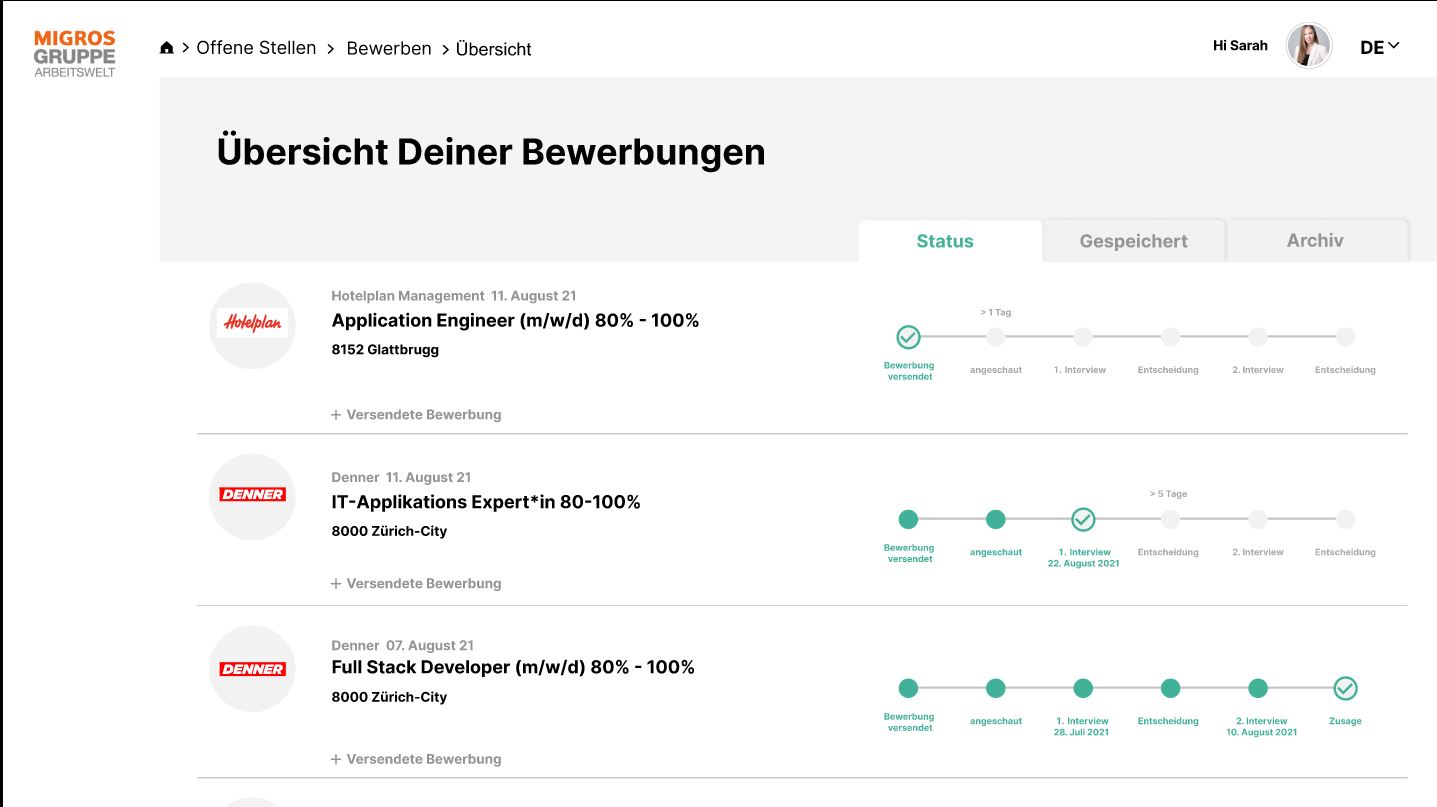 MIGROS
GRUPPE
ARBEITSWELT
> Offene Stellen > Bewerben > Übersicht
Hi Sarah
DE
Übersicht Deiner Bewerbungen
Status
Gespeichert
Archiv
Hotelplan
Hotelplan Management 11. August 21
Application Engineer (m/w/d) 80% - 100%
8152 Glattbrugg
+ Versendete Bewerbung
> 1 Tag
Bewerbung
versendet
angeschaut
1. Interview
Entscheidung
2. Interview
Entscheidung
DENNER
Denner 11. August 21
IT-Applikations Expert*in 80-100%
8000 Zürich-City
+ Versendete Bewerbung
> 5 Tage
Bewerbung
versendet
angeschaut
1. Interview
22. August 2021
Entscheidung
2. Interview
Entscheidung
DENNER
Denner 07. August 21
Full Stack Developer (m/w/d) 80% - 100%
8000 Zürich-City
+ Versendete Bewerbung
Bewerbung
versendet
angeschaut
1. Interview
28. Juli 2021
Entscheidung
2. Interview
10. August 2021
Zusage